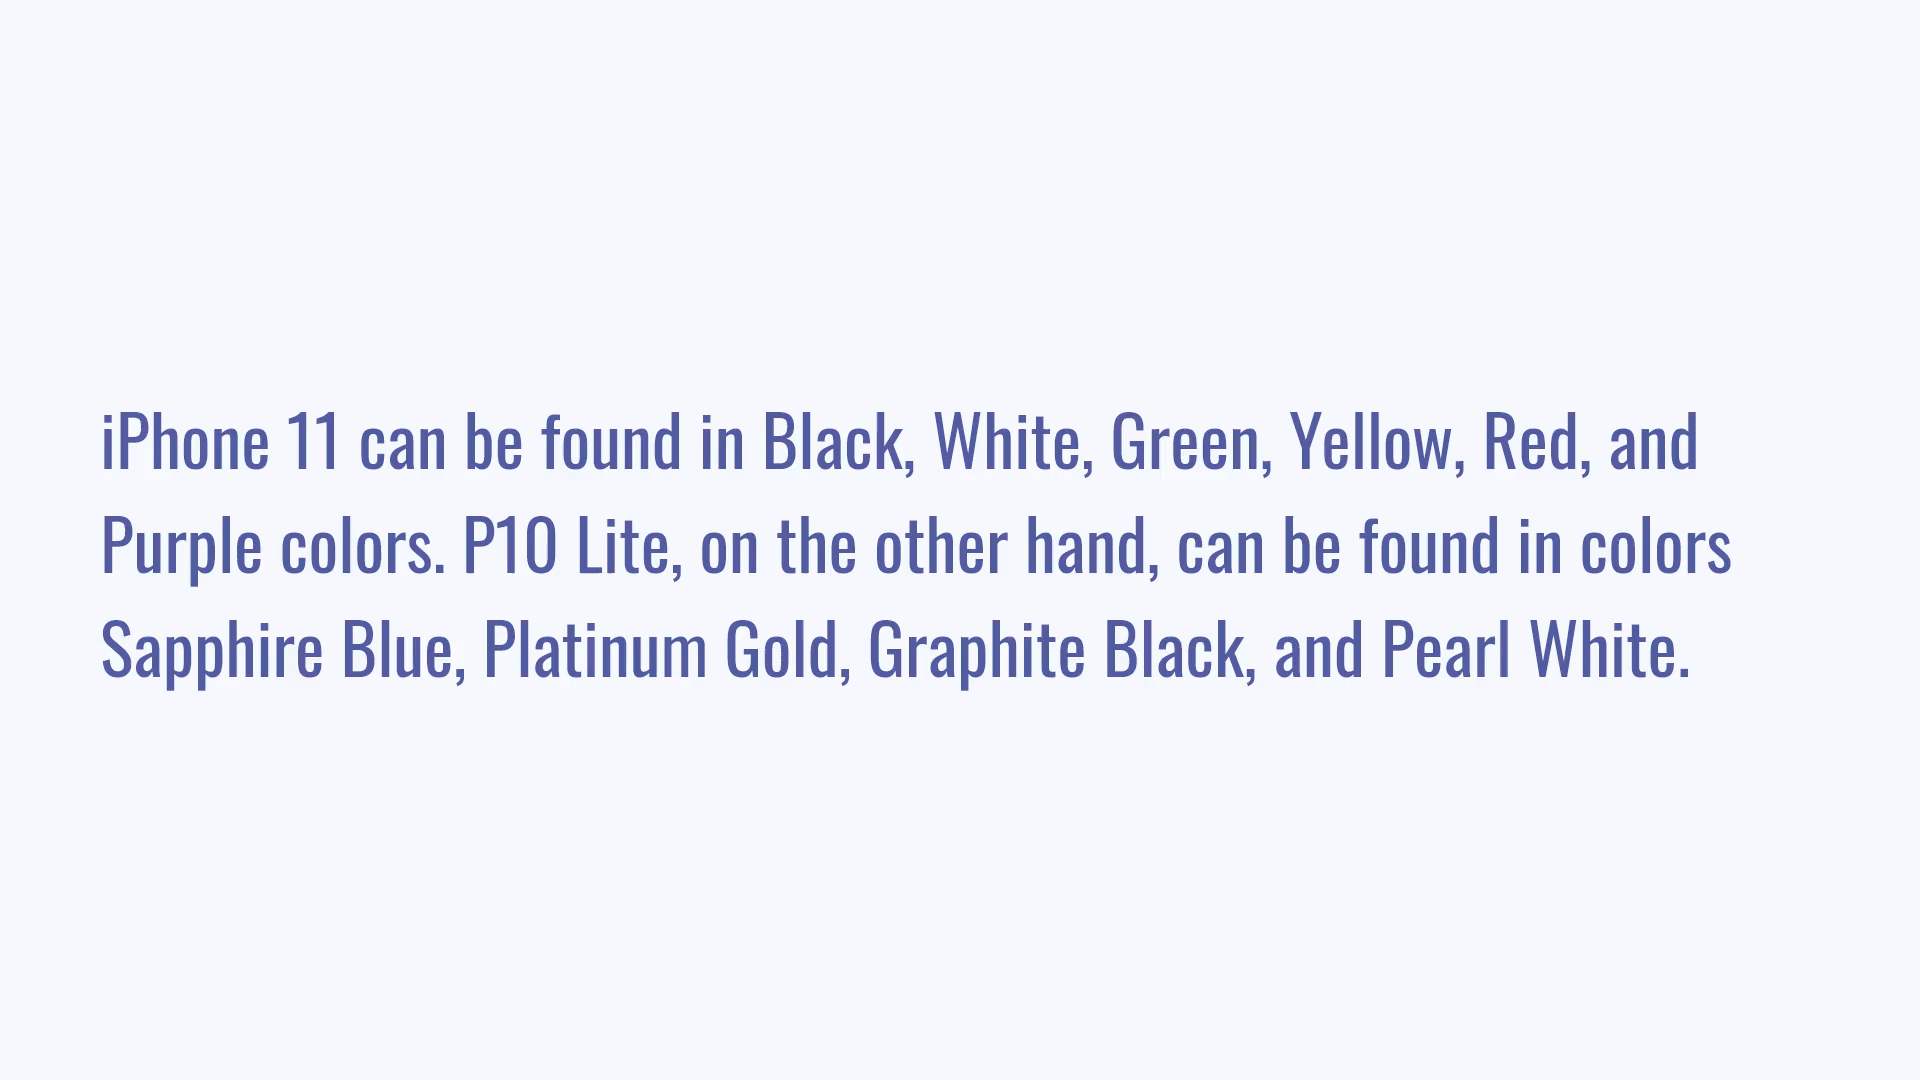 iPhone 11 can be found in Black, White, Green, Yellow, Red, and
Purple colors. P10 Lite, on the other hand, can be found in colors
Sapphire Blue, Platinum Gold, Graphite Black, and Pearl White.